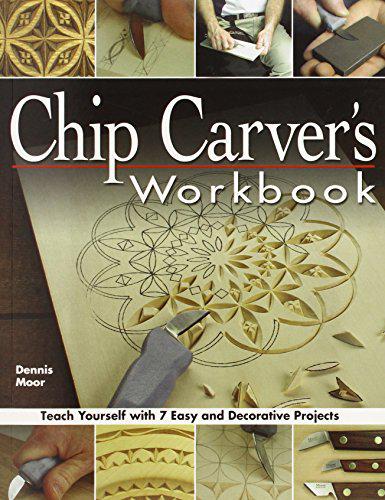 Chip Carver's
Workbook
Dennis
Moor
Teach Yourself with 7 Easy and Decorative Projects